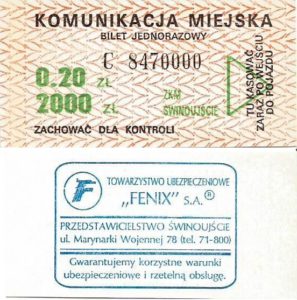 KOMUNIKACJA MIEJSKA
BILET JEDNORAZOWY
C 8470000
0.20 ZŁ
2000 ZŁ
ZKM
ŚWINOUJŚCIE
TU KASOWAĆ
ZARAZ PO WEJŚCIU
DO POJAZDU
ZACHOWAĆ DLA KONTROLI
TOWARZYSTWO UBEZPIECZENIOWE
„FENIX" S.A.®
PRZEDSTAWICIELSTWO ŚWINOUJŚCIE
ul. Marynarki Wojennej 78 (tel. 71-800)
Gwarantujemy korzystne warunki
ubezpieczeniowe i rzetelną obsługę.